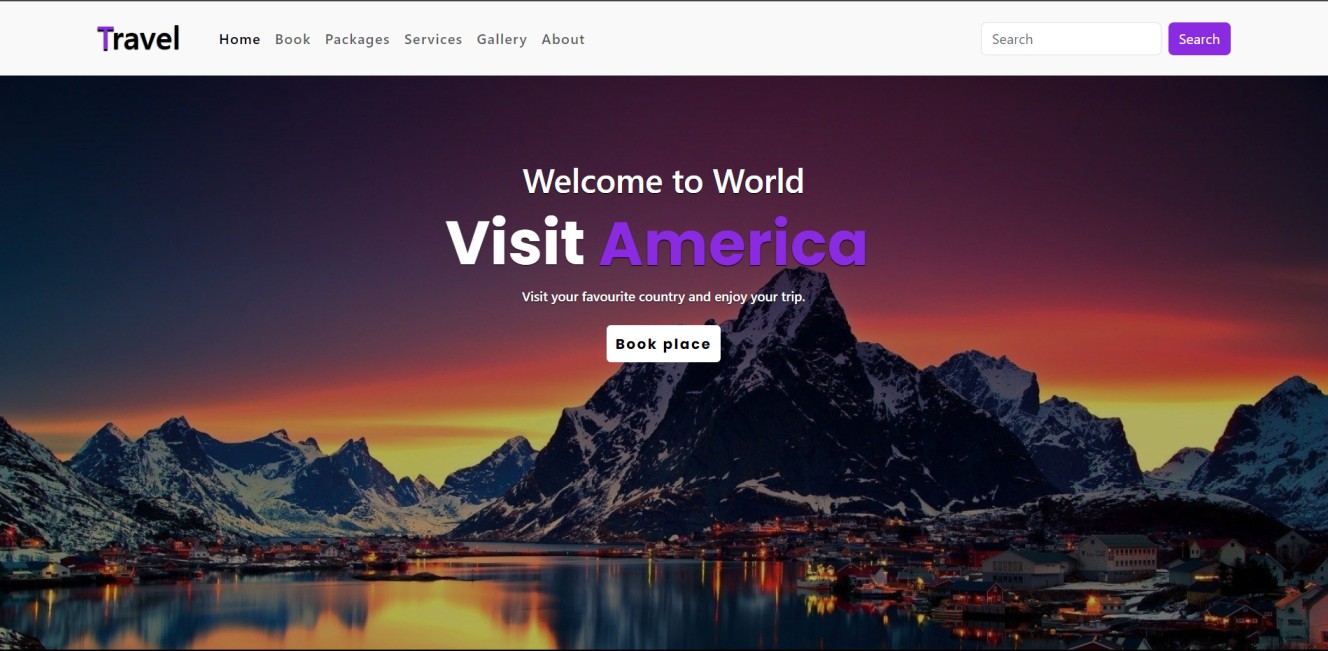 Travel Home Book Packages Services Gallery About Search Search
Welcome to World
Visit America
Visit your favourite country and enjoy your trip.
Book place